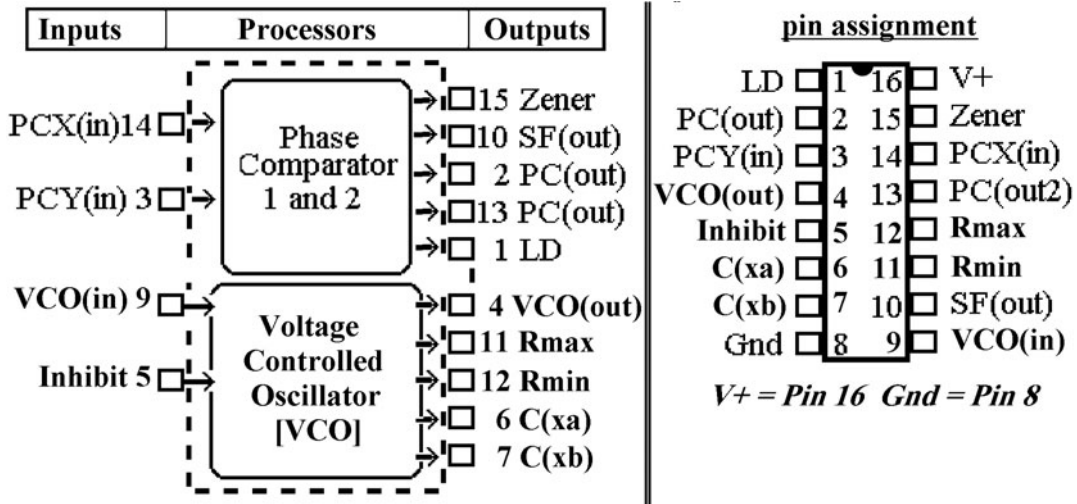 Inputs Processors Outputs
PCX(in)14
PCY(in) 3
VCO(in) 9
Inhibit 5
Phase
Comparator
1 and 2
Voltage
Controlled
Oscillator
[VCO]
15 Zener
10 SF(out)
2 PC(out)
13 PC(out)
1 LD
4 VCO(out)
11 Rmax
12 Rmin
6 C(xa)
7 C(xb)
pin assignment
LD 1 16 V+
PC(out) 2 15 Zener
PCY(in) 3 14 PCX(in)
VCO(out) 4 13 PC(out2)
Inhibit 5 12 Rmax
C(xa) 6 11 Rmin
C(xb) 7 10 SF(out)
Gnd 8 9 VCO(in)
V+ = Pin 16 Gnd = Pin 8